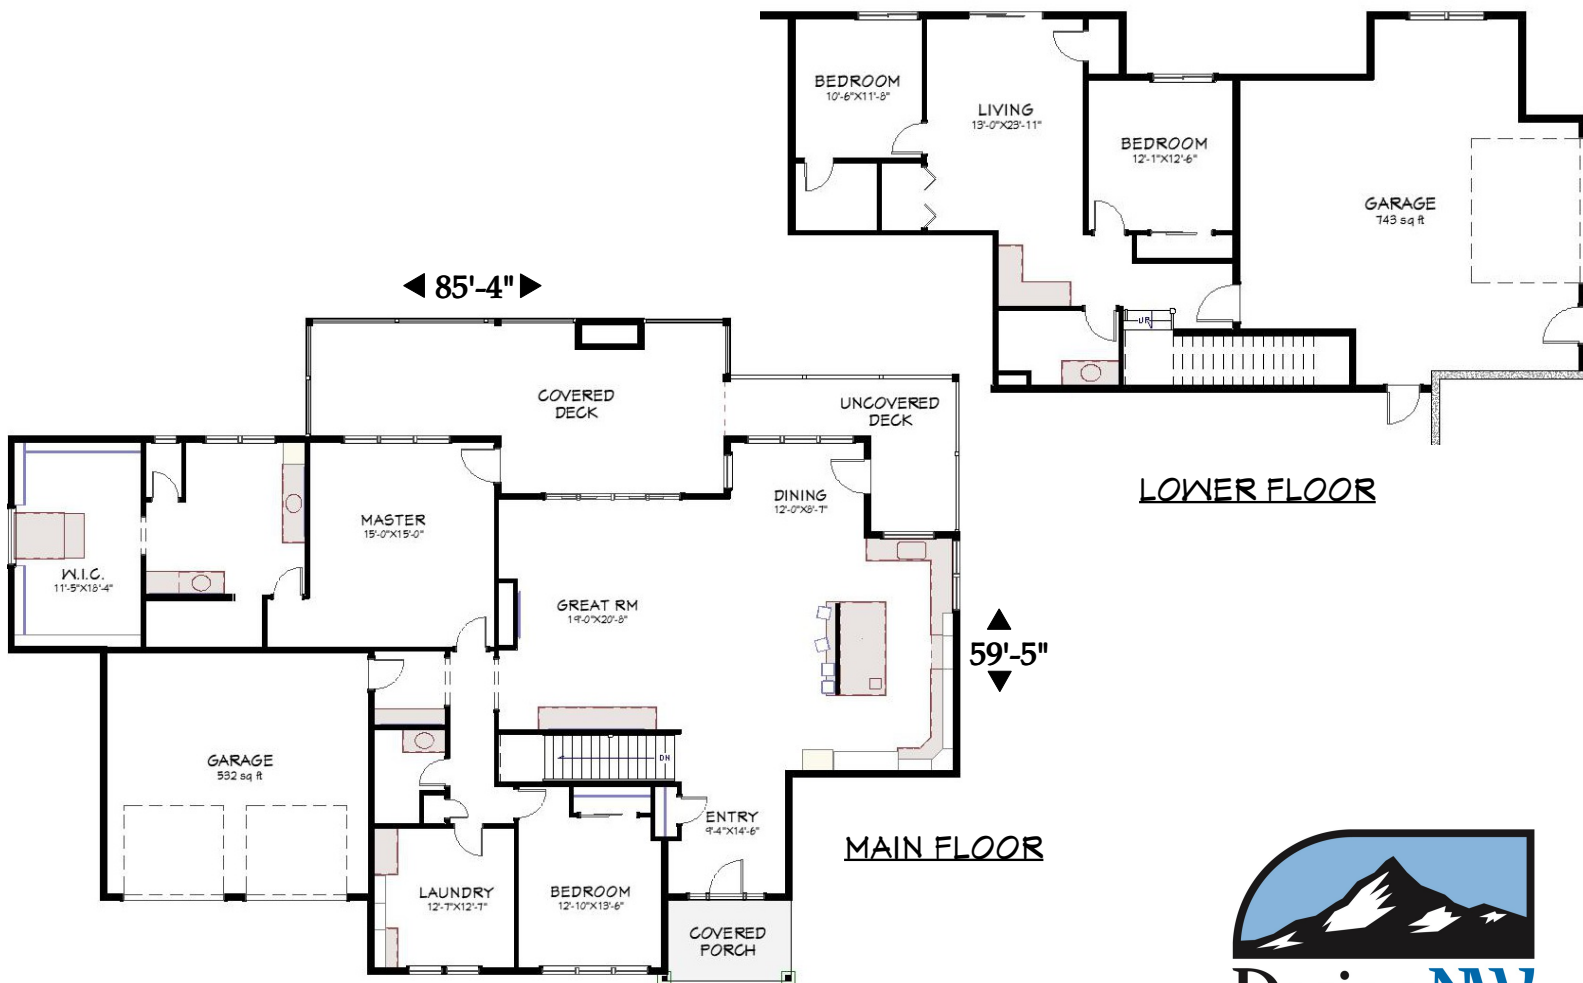 BEDROOM
10'-6"X11'-8"
LIVING
13'-0"X23'-11"
BEDROOM
12'-1"X12'-6"
GARAGE
743 sq ft
UP
LOWER FLOOR
85'-4"
COVERED
DECK
UNCOVERED
DECK
DINING
12'-0"X8'-7"
MASTER
15'-0"X15'-0"
W.I.C.
11'-5"X18'-4"
GREAT RM
19'-0"X20'-8"
59'-5"
GARAGE
532 sq ft
DN
ENTRY
9'-4"X14'-6"
MAIN FLOOR
LAUNDRY
12'-7"X12'-7"
BEDROOM
12'-10"X13'-6"
COVERED
PORCH